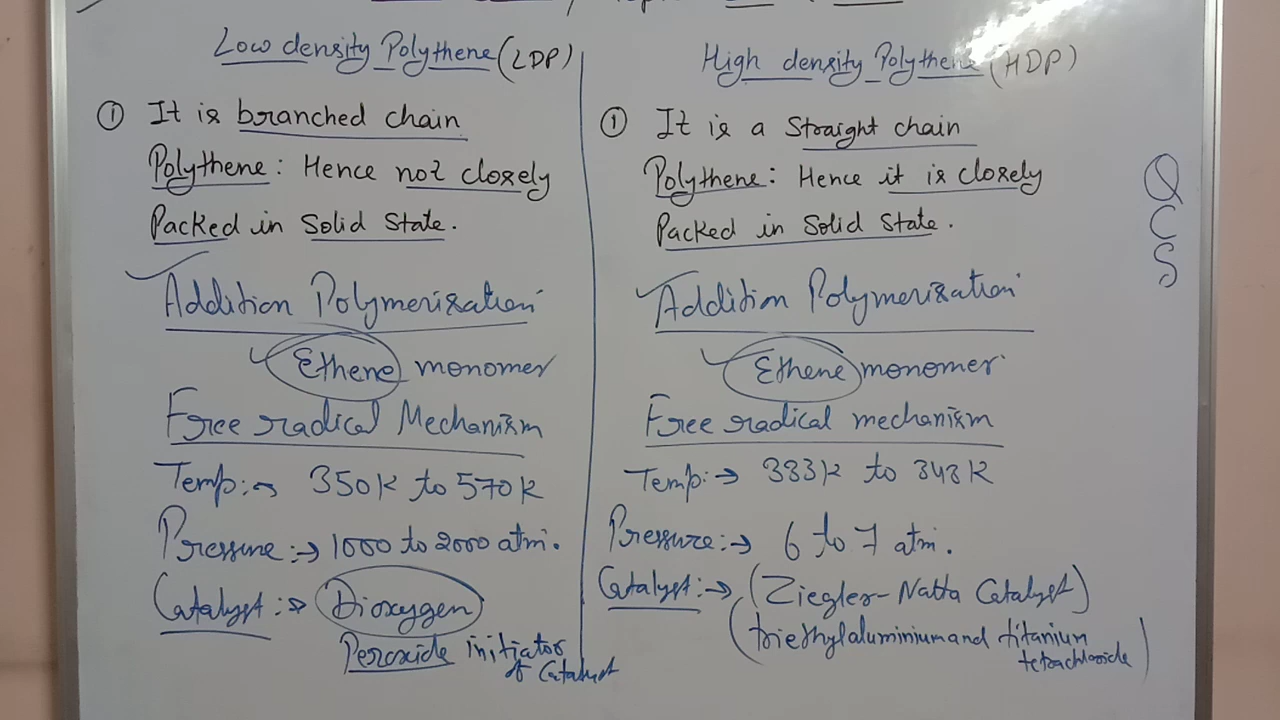 Low density Polythene (LDP)
① It is branched chain
Polythene: Hence not closely
Packed in Solid State.
Addition Polymerization
Ethene monomer
Free radical Mechanism
Temp:→ 350K to 570K
Pressure:→ 1000 to 2000 atm.
Catalyst:→ Dioxygen
Peroxide initiator
of Catalyst
High density Polythene (HDP)
① It is a Straight chain
Polythene: Hence it is closely
Packed in Solid State.
Addition Polymerization
Ethene monomer
Free radical mechanism
Temp:→ 333K to 343K
Pressure:→ 6 to 7 atm.
Catalyst:→ (Ziegler-Natta Catalyst)
(triethylaluminium and titanium
tetrachloride)
Q
C
S